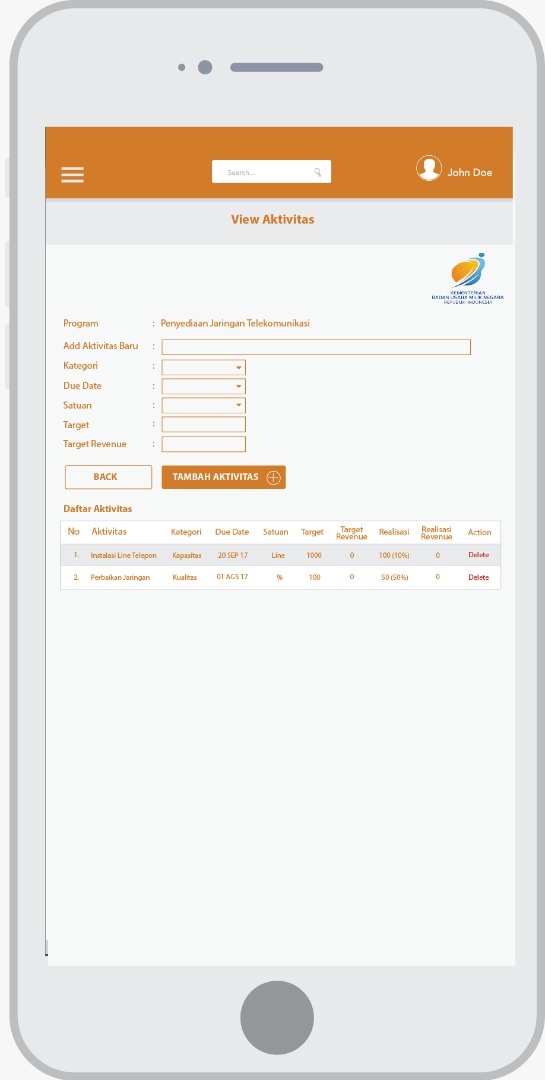 Search...
John Doe
View Aktivitas
KEMENTERIAN
BADAN USAHA MILIK NEGARA
REPUBLIK INDONESIA
Program : Penyediaan Jaringan Telekomunikasi
Add Aktivitas Baru :
Kategori :
Due Date :
Satuan :
Target :
Target Revenue :
BACK TAMBAH AKTIVITAS
Daftar Aktivitas
No Aktivitas Kategori Due Date Satuan Target Target Revenue Realisasi Realisasi Revenue Action
1. Instalasi Line Telepon Kapasitas 20 SEP 17 Line 1000 0 100 (10%) 0 Delete
2. Perbaikan Jaringan Kualitas 01 AGS 17 % 100 0 50 (50%) 0 Delete